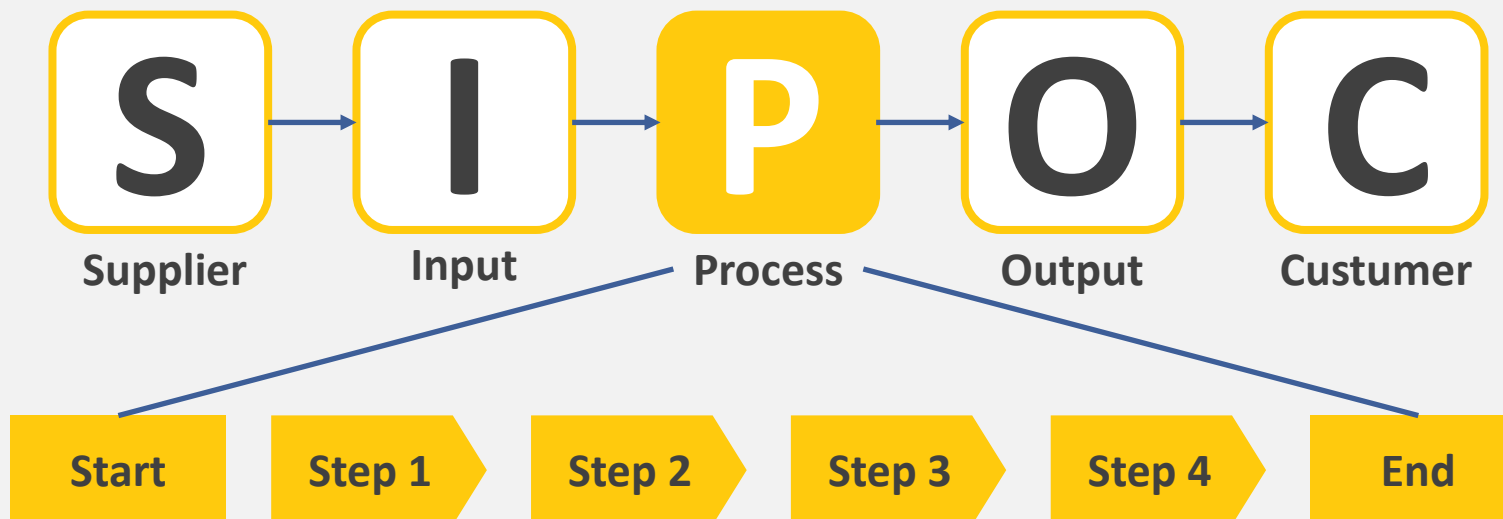 S I P O C
Supplier Input Process Output Custumer
Start Step 1 Step 2 Step 3 Step 4 End